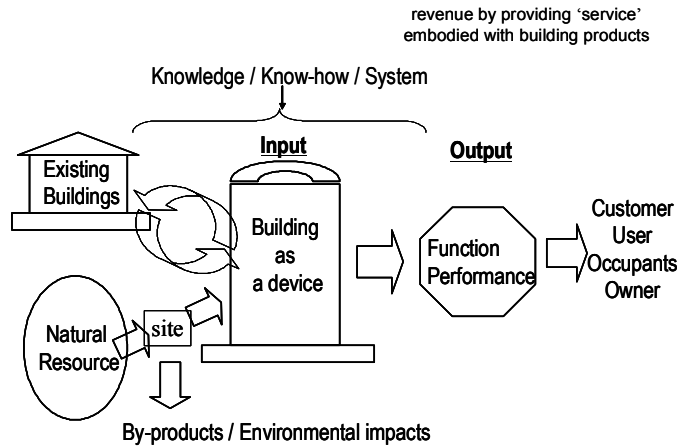 revenue by providing ‘service’
embodied with building products
Knowledge / Know-how / System
Input
Output
Existing
Buildings
Building
as
a device
Function
Performance
Customer
User
Occupants
Owner
Natural
Resource
site
By-products / Environmental impacts